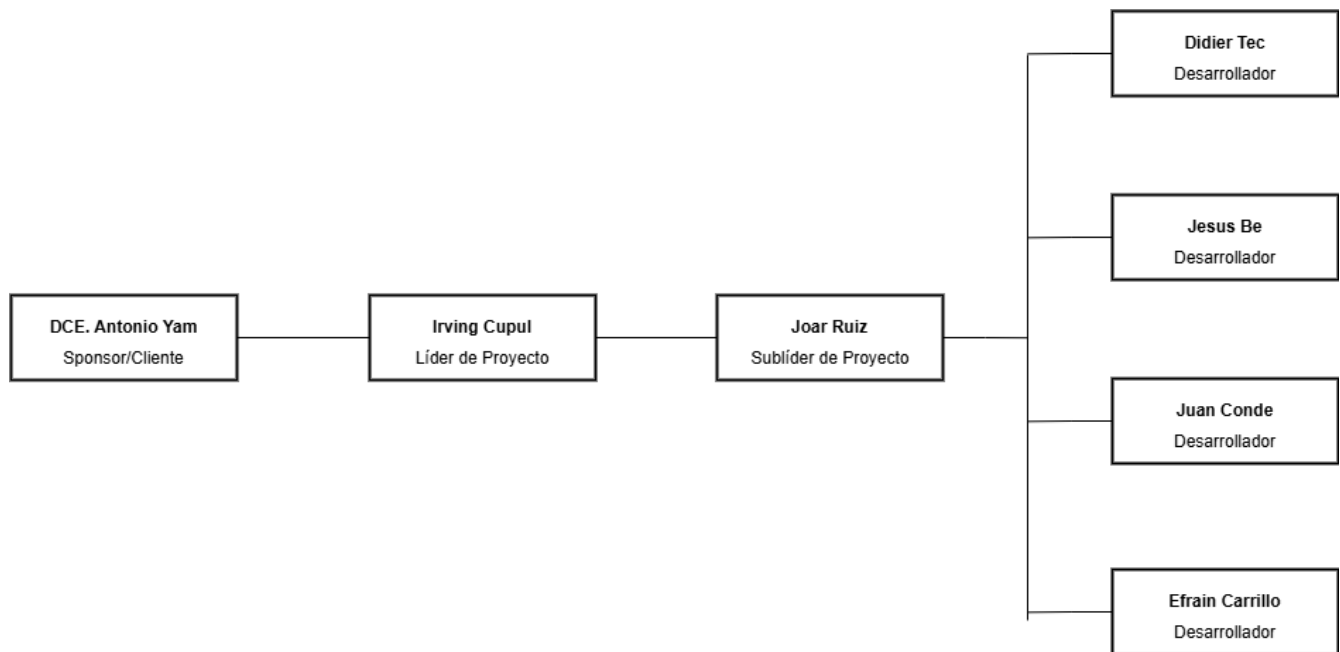 DCE. Antonio Yam
Sponsor/Cliente
Irving Cupul
Líder de Proyecto
Joar Ruiz
Sublíder de Proyecto
Didier Tec
Desarrollador
Jesus Be
Desarrollador
Juan Conde
Desarrollador
Efrain Carrillo
Desarrollador